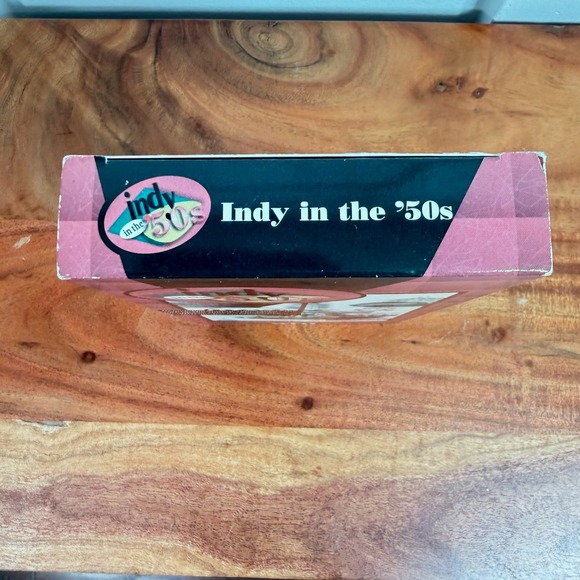 indy
in the '50s
Indy in the ’50s